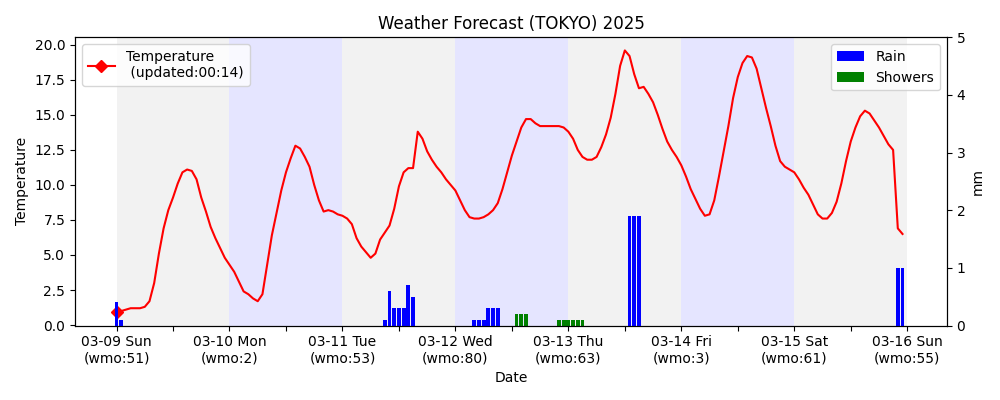 Weather Forecast (TOKYO) 2025
Temperature
(updated:00:14)
Rain
Showers
20.0
17.5
15.0
12.5
10.0
7.5
5.0
2.5
0.0
Temperature
5
4
3
2
1
0
mm
03-09 Sun 03-10 Mon 03-11 Tue 03-12 Wed 03-13 Thu 03-14 Fri 03-15 Sat 03-16 Sun
(wmo:51) (wmo:2) (wmo:53) (wmo:80) (wmo:63) (wmo:3) (wmo:61) (wmo:55)
Date